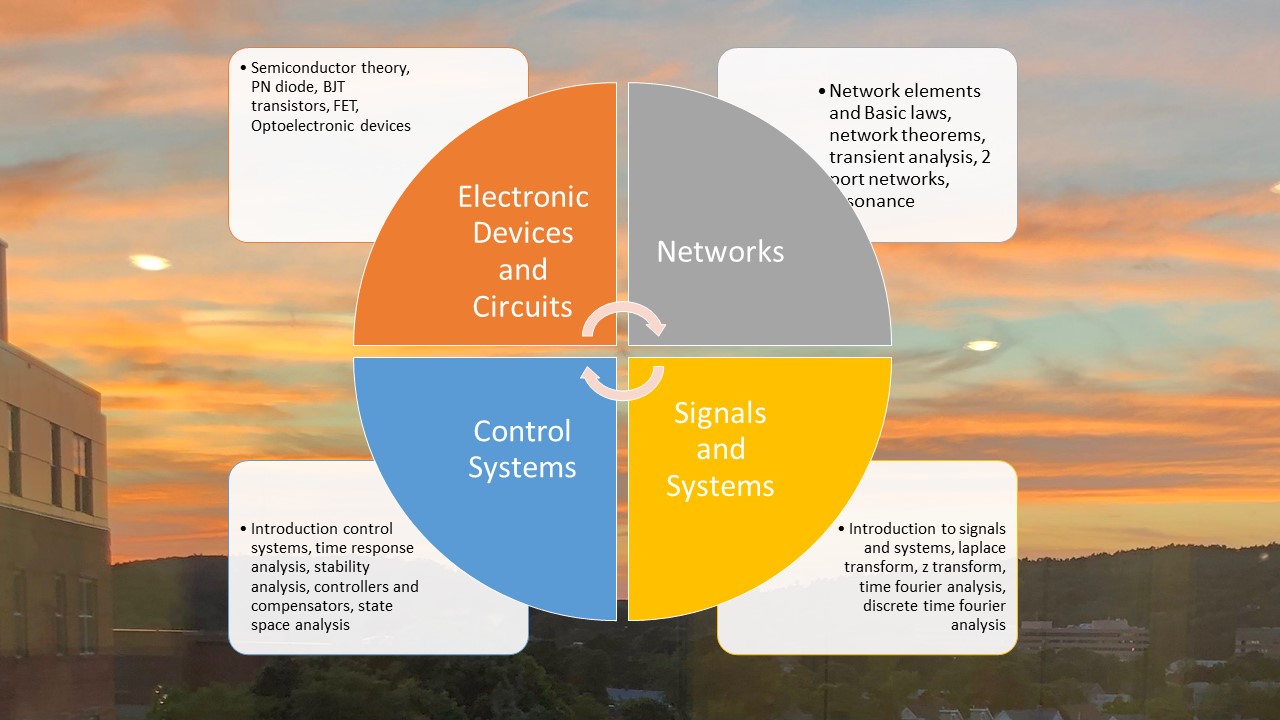 • Semiconductor theory,
PN diode, BJT
transistors, FET,
Optoelectronic devices
• Network elements
and Basic laws,
network theorems,
transient analysis, 2
port networks,
sonance
Electronic
Devices
and
Circuits
Networks
Control
Systems
Signals
and
Systems
• Introduction control
systems, time response
analysis, stability
analysis, controllers and
compensators, state
space analysis
• Introduction to signals
and systems, laplace
transform, z transform,
time fourier analysis,
discrete time fourier
analysis